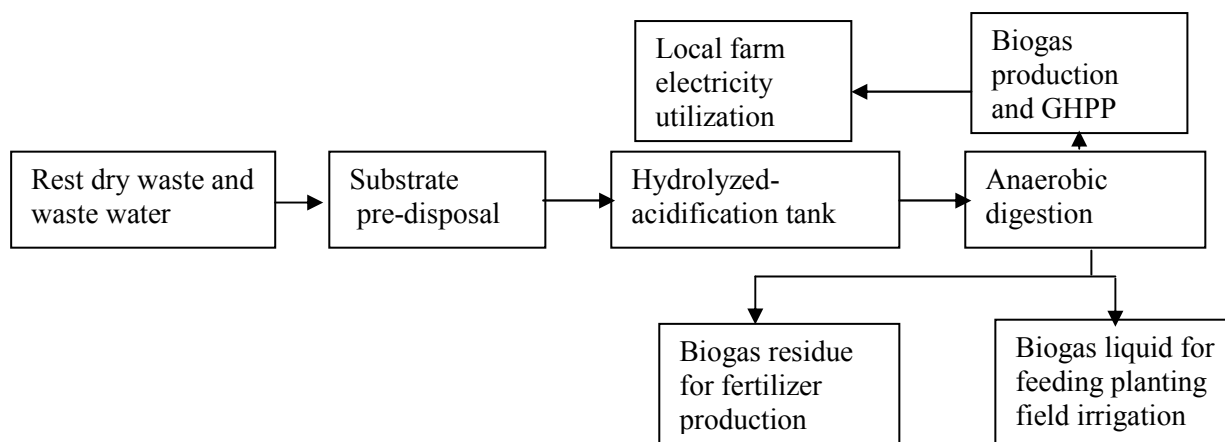 Local farm
electricity
utilization
Biogas
production
and GHPP
Rest dry waste and
waste water
Substrate
pre-disposal
Hydrolyzed-
acidification tank
Anaerobic
digestion
Biogas residue
for fertilizer
production
Biogas liquid for
feeding planting
field irrigation